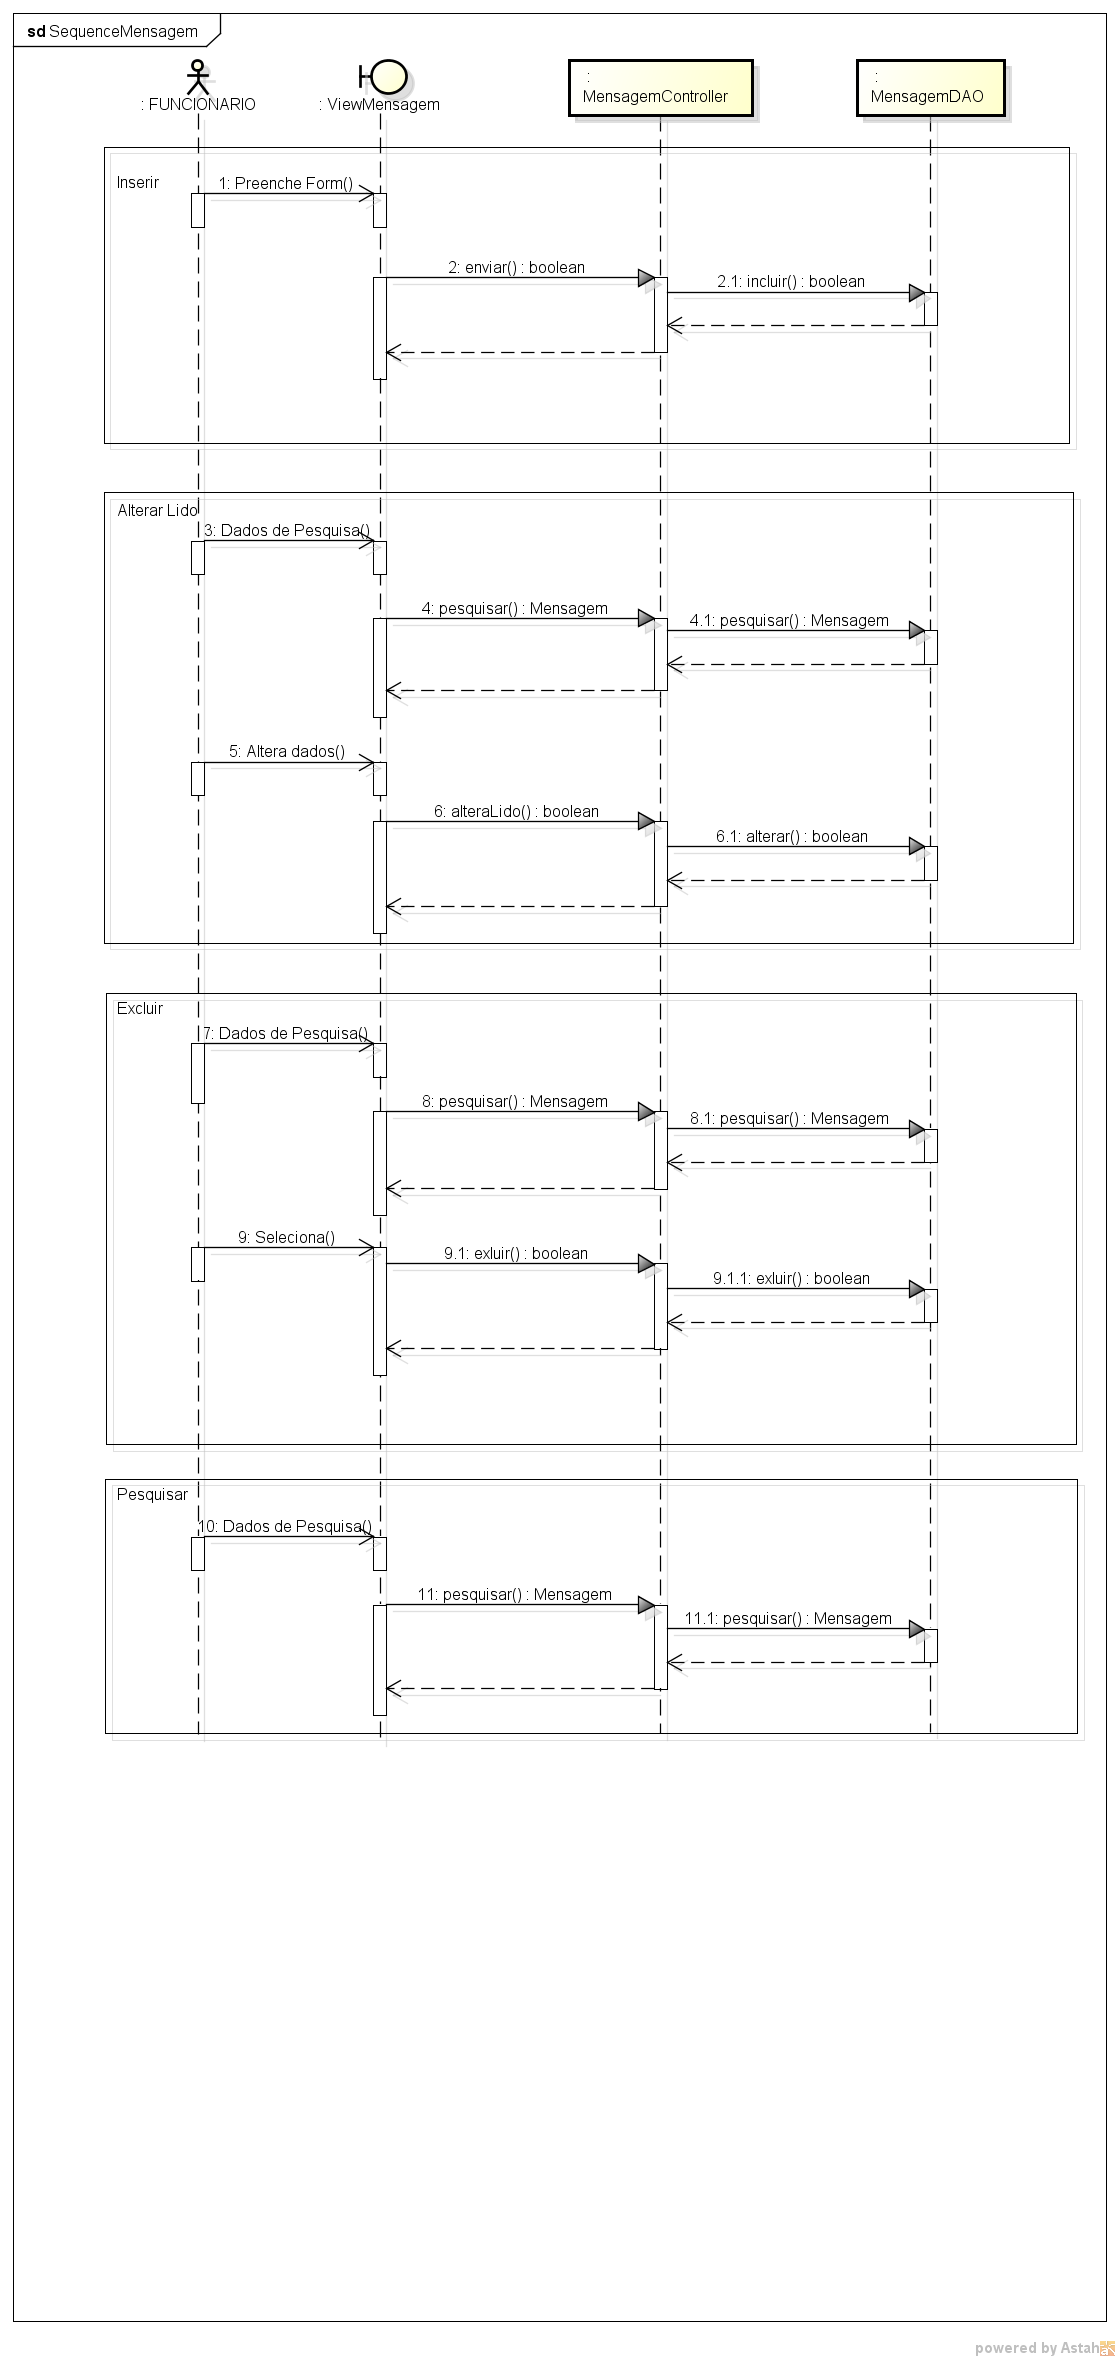 sd SequenceMensagem
: FUNCIONARIO
: ViewMensagem
:
MensagemController
:
MensagemDAO
Inserir
1: Preenche Form()
2: enviar() : boolean
2.1: incluir() : boolean
Alterar Lido
3: Dados de Pesquisa()
4: pesquisar() : Mensagem
4.1: pesquisar() : Mensagem
5: Altera dados()
6: alteraLido() : boolean
6.1: alterar() : boolean
Excluir
7: Dados de Pesquisa()
8: pesquisar() : Mensagem
8.1: pesquisar() : Mensagem
9: Seleciona()
9.1: exluir() : boolean
9.1.1: exluir() : boolean
Pesquisar
10: Dados de Pesquisa()
11: pesquisar() : Mensagem
11.1: pesquisar() : Mensagem
powered by Astah